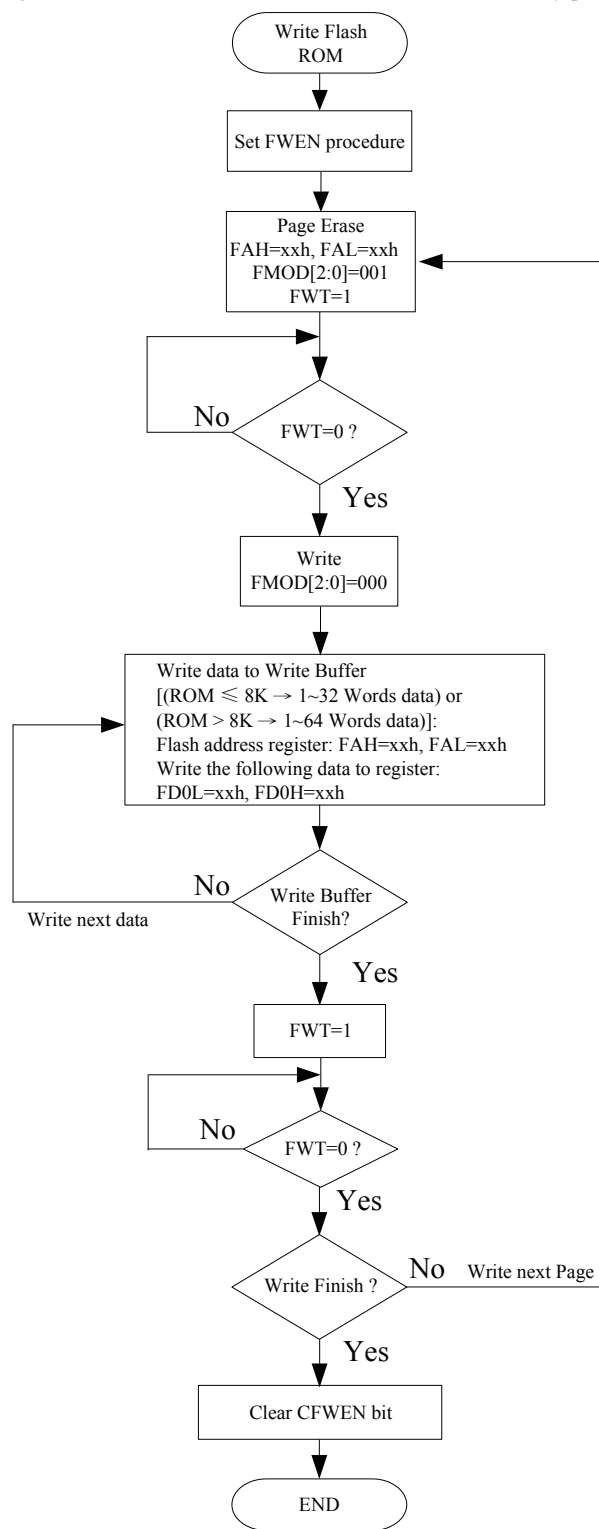 Write Flash
ROM
Set FWEN procedure
Page Erase
FAH=xxh, FAL=xxh
FMOD[2:0]=001
FWT=1
No
FWT=0 ?
Yes
Write
FMOD[2:0]=000
Write data to Write Buffer
[(ROM ≤ 8K → 1~32 Words data) or
(ROM > 8K → 1~64 Words data)]:
Flash address register: FAH=xxh, FAL=xxh
Write the following data to register:
FD0L=xxh, FD0H=xxh
No
Write Buffer
Finish?
Write next data
Yes
FWT=1
No
FWT=0 ?
Yes
Write Finish ?
No
Write next Page
Yes
Clear CFWEN bit
END